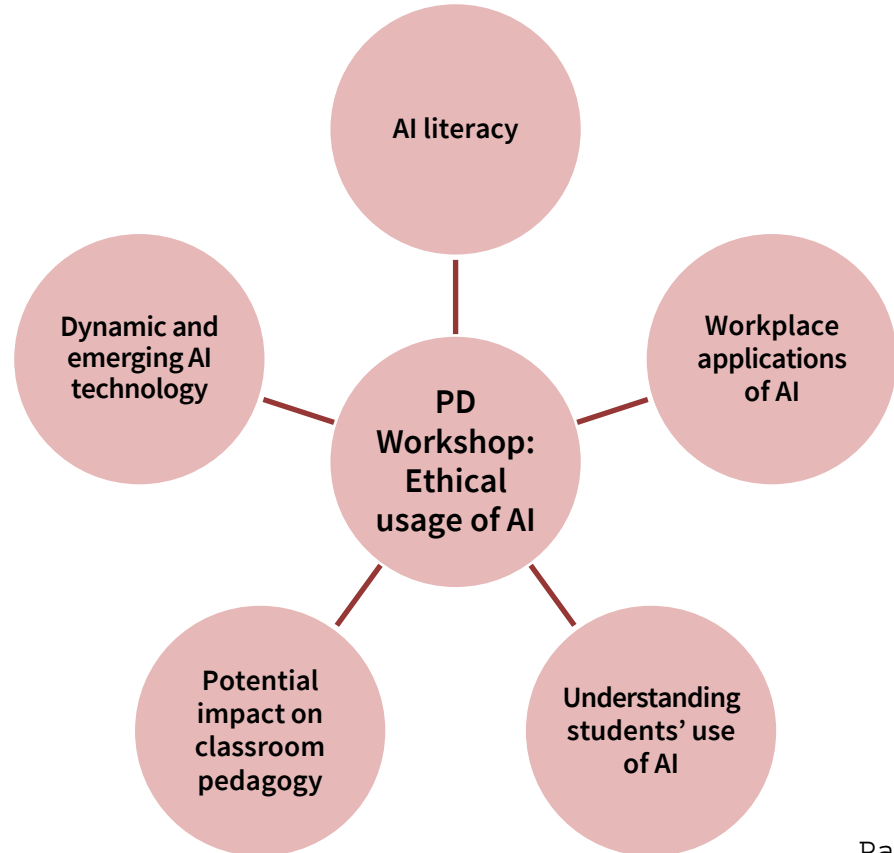 AI literacy
Dynamic and
emerging AI
technology
Workplace
applications
of AI
PD
Workshop:
Ethical
usage of AI
Potential
impact on
classroom
pedagogy
Understanding
students’ use
of AI